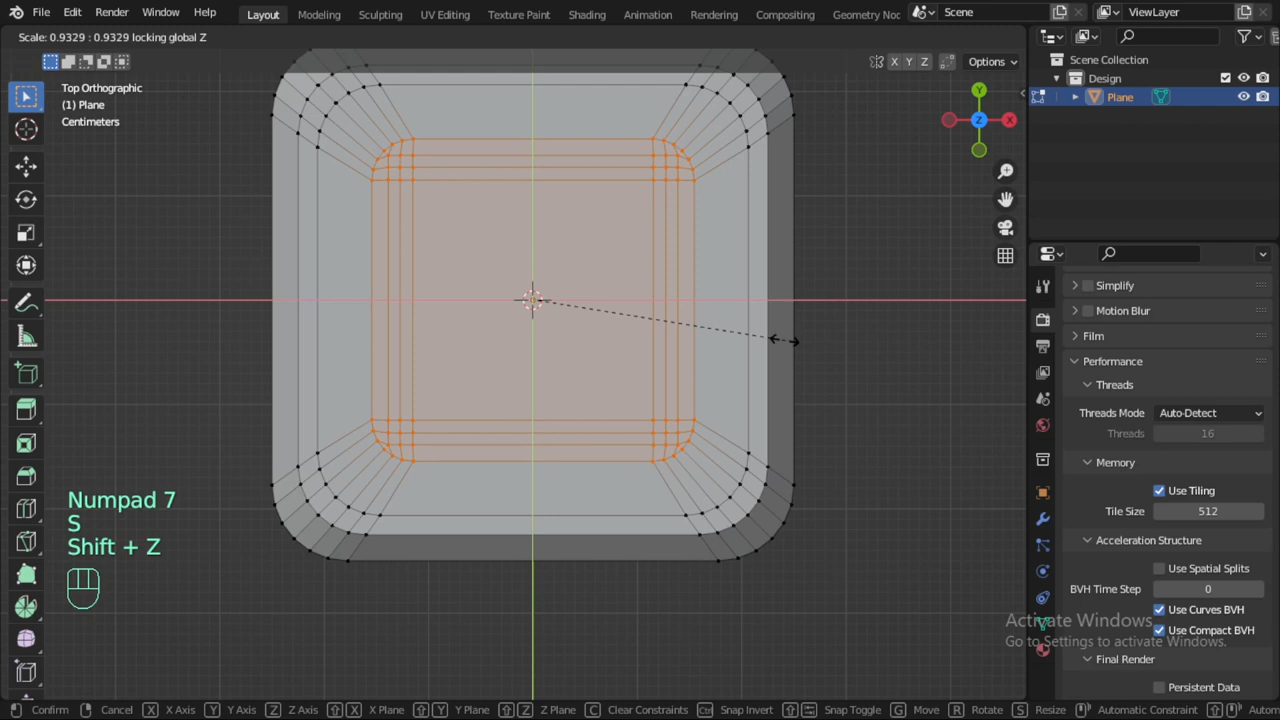 File Edit Render Window Help Layout Modeling Sculpting UV Editing Texture Paint Shading Animation Rendering Compositing Geometry Noc Scene ViewLayer
Scale: 0.9329 : 0.9329 locking global Z
X Y Z Options
Top Orthographic
(1) Plane
Centimeters
Y
Z
X
Numpad 7
S
Shift + Z
Scene Collection
Design
Plane
Simplify
Motion Blur
Film
Performance
Threads
Threads Mode Auto-Detect
Threads 16
Memory
Use Tiling
Tile Size 512
Acceleration Structure
Use Spatial Splits
BVH Time Step 0
Use Curves BVH
Use Compact BVH
Final Render
Persistent Data
Activate Windows
Go to Settings to activate Windows.
Confirm Cancel X X Axis Y Y Axis Z Z Axis X X Plane Y Y Plane Z Z Plane C Clear Constraints Ctrl Snap Invert Snap Toggle G Move R Rotate S Resize Automatic Constraint Autom